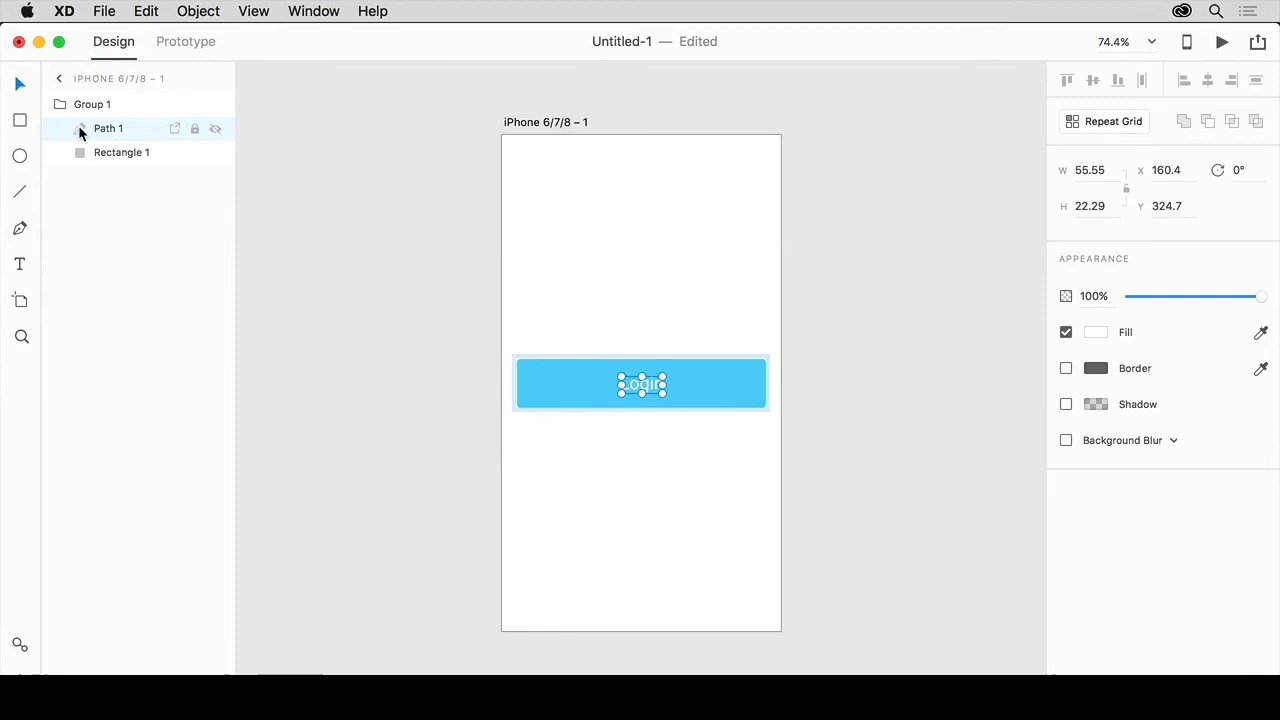 XD File Edit Object View Window Help
Design Prototype Untitled-1 — Edited 74.4%
IPHONE 6/7/8 – 1
Group 1
Path 1
Rectangle 1
iPhone 6/7/8 – 1
Login
Repeat Grid
W 55.55 X 160.4 0°
H 22.29 Y 324.7
APPEARANCE
100%
Fill
Border
Shadow
Background Blur